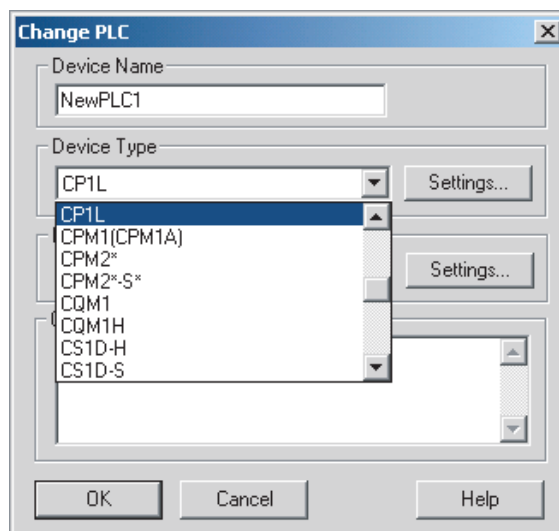 Change PLC
Device Name
NewPLC1
Device Type
CP1L
Settings...
CP1L
CPM1(CPM1A)
CPM2*
CPM2*-S*
Settings...
CQM1
CQM1H
CS1D-H
CS1D-S
OK
Cancel
Help